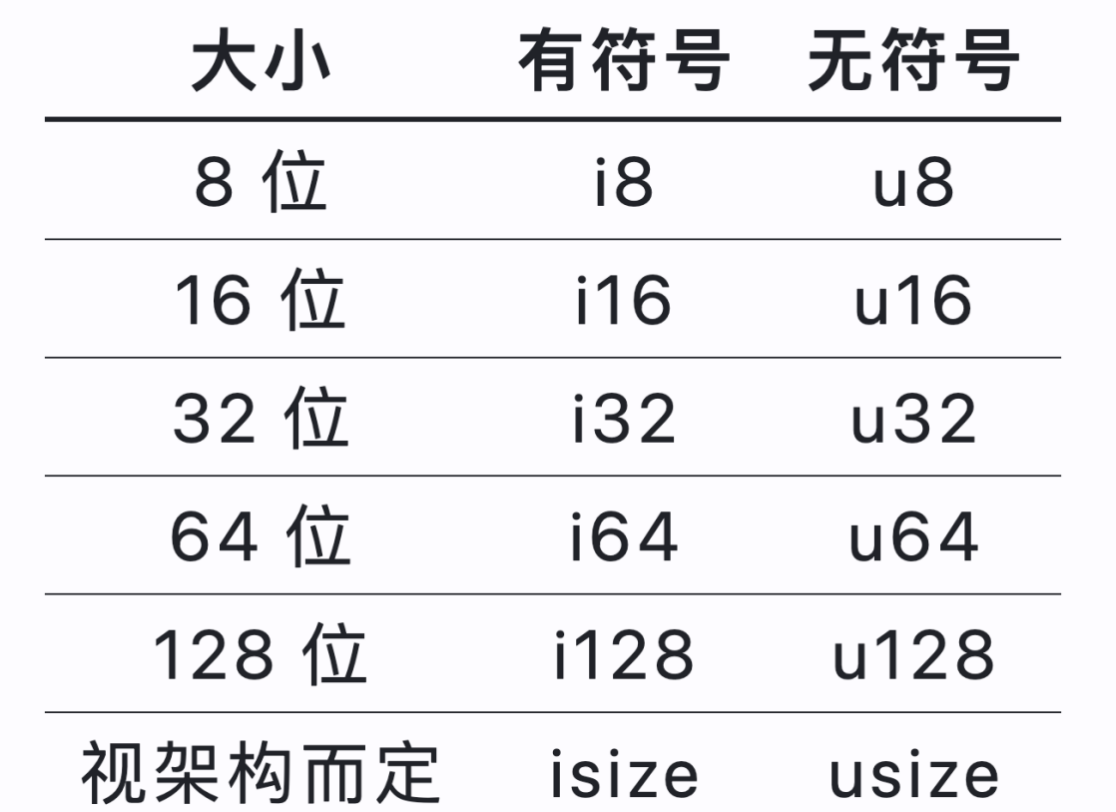 大小 有符号 无符号
8 位 i8 u8
16 位 i16 u16
32 位 i32 u32
64 位 i64 u64
128 位 i128 u128
视架构而定 isize usize